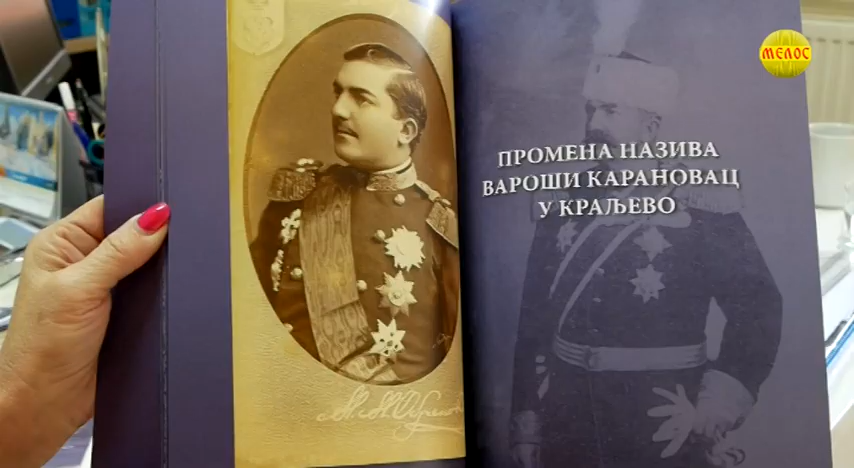 МЕЛОС
ПРОМЕНА НАЗИВА
ВАРОШИ КАРАНОВАЦ
У КРАЉЕВО